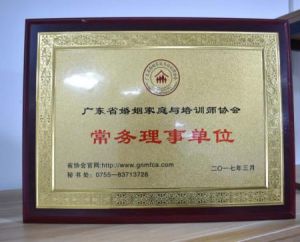 广东省婚姻家庭与培训师协会
常务理事单位
省协会官网:http://www.gnmfca.com
秘书处:0755-83713728
二〇一七年三月